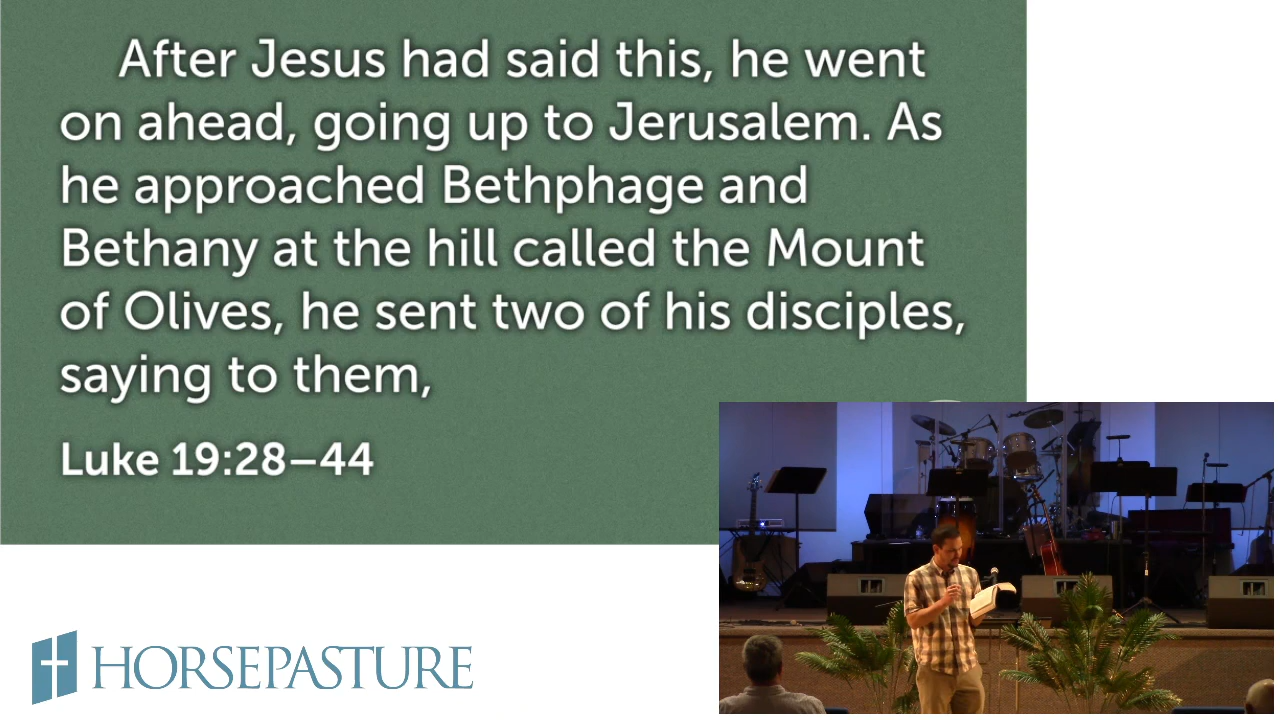 After Jesus had said this, he went
on ahead, going up to Jerusalem. As
he approached Bethphage and
Bethany at the hill called the Mount
of Olives, he sent two of his disciples,
saying to them,
Luke 19:28–44
HORSEPASTURE